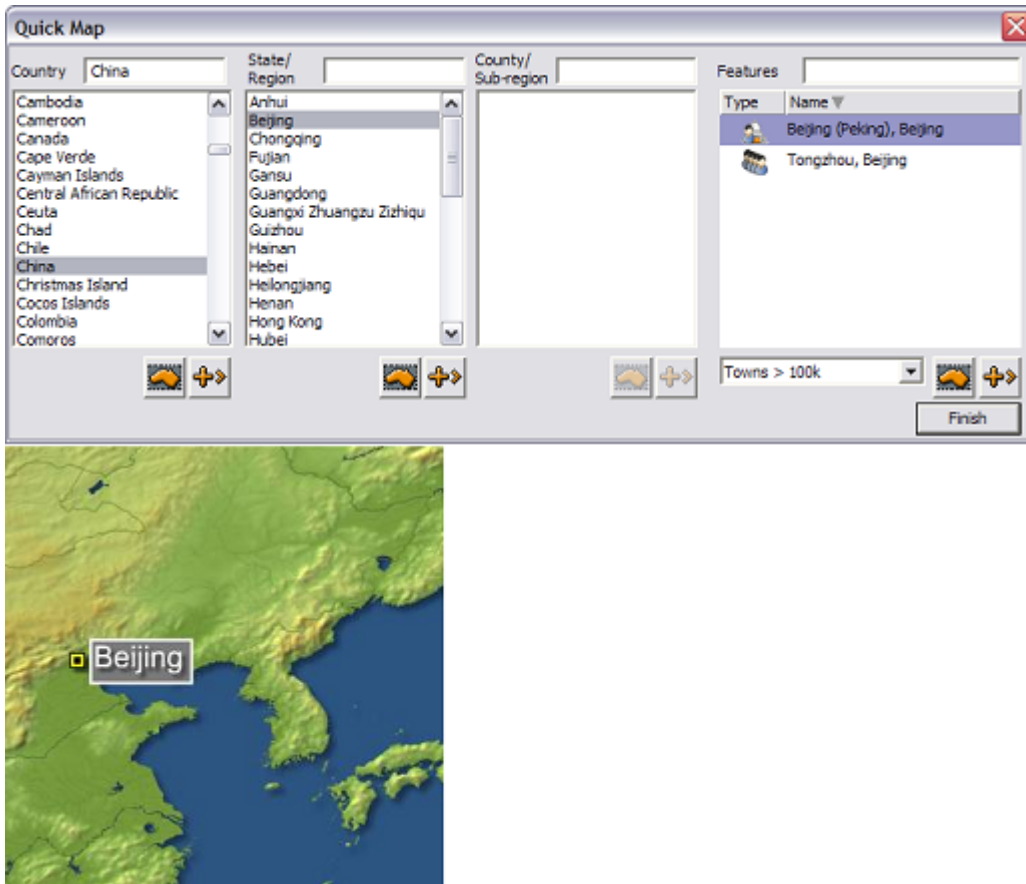 Quick Map
Country China
State/
Region
County/
Sub-region
Features
Cambodia
Cameroon
Canada
Cape Verde
Cayman Islands
Central African Republic
Ceuta
Chad
Chile
China
Christmas Island
Cocos Islands
Colombia
Comoros
Anhui
Beijing
Chongqing
Fujian
Gansu
Guangdong
Guangxi Zhuangzu Zizhiqu
Guizhou
Hainan
Hebei
Heilongjiang
Henan
Hong Kong
Hubei
Type Name
Beijing (Peking), Beijing
Tongzhou, Beijing
Towns > 100k
Finish
Beijing